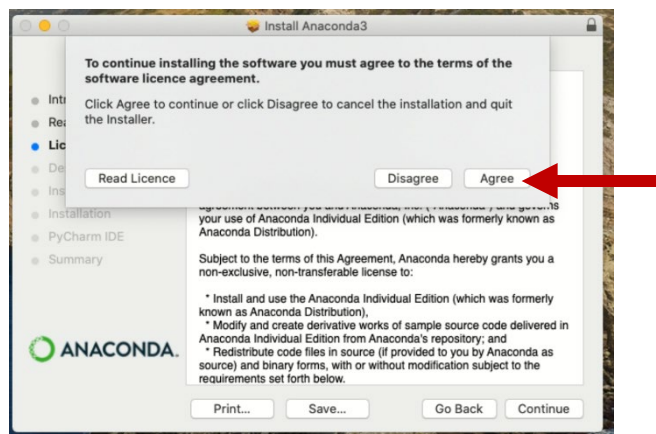 Install Anaconda3
To continue installing the software you must agree to the terms of the
software licence agreement.
Click Agree to continue or click Disagree to cancel the installation and quit
the Installer.
Read Licence
Disagree
Agree
Int
Rea
Lic
De
Ins
Installation
PyCharm IDE
Summary
agreement between you and Anaconda, Inc. ("Anaconda") and governs
your use of Anaconda Individual Edition (which was formerly known as
Anaconda Distribution).
Subject to the terms of this Agreement, Anaconda hereby grants you a
non-exclusive, non-transferable license to:
* Install and use the Anaconda Individual Edition (which was formerly
known as Anaconda Distribution),
* Modify and create derivative works of sample source code delivered in
Anaconda Individual Edition from Anaconda's repository; and
* Redistribute code files in source (if provided to you by Anaconda as
source) and binary forms, with or without modification subject to the
requirements set forth below.
ANACONDA.
Print...
Save...
Go Back
Continue